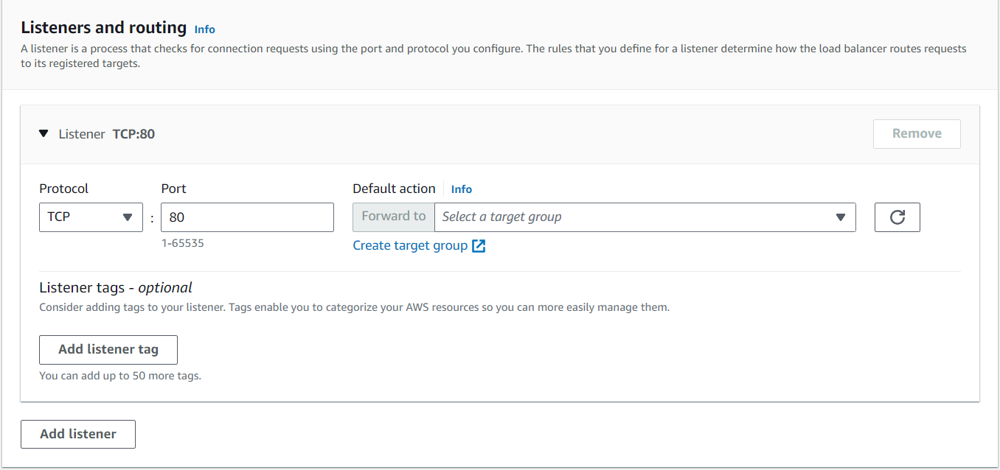 Listeners and routing Info
A listener is a process that checks for connection requests using the port and protocol you configure. The rules that you define for a listener determine how the load balancer routes requests
to its registered targets.
Listener TCP:80
Remove
Protocol Port Default action Info
TCP : 80 Forward to Select a target group
1-65535 Create target group
Listener tags - optional
Consider adding tags to your listener. Tags enable you to categorize your AWS resources so you can more easily manage them.
Add listener tag
You can add up to 50 more tags.
Add listener